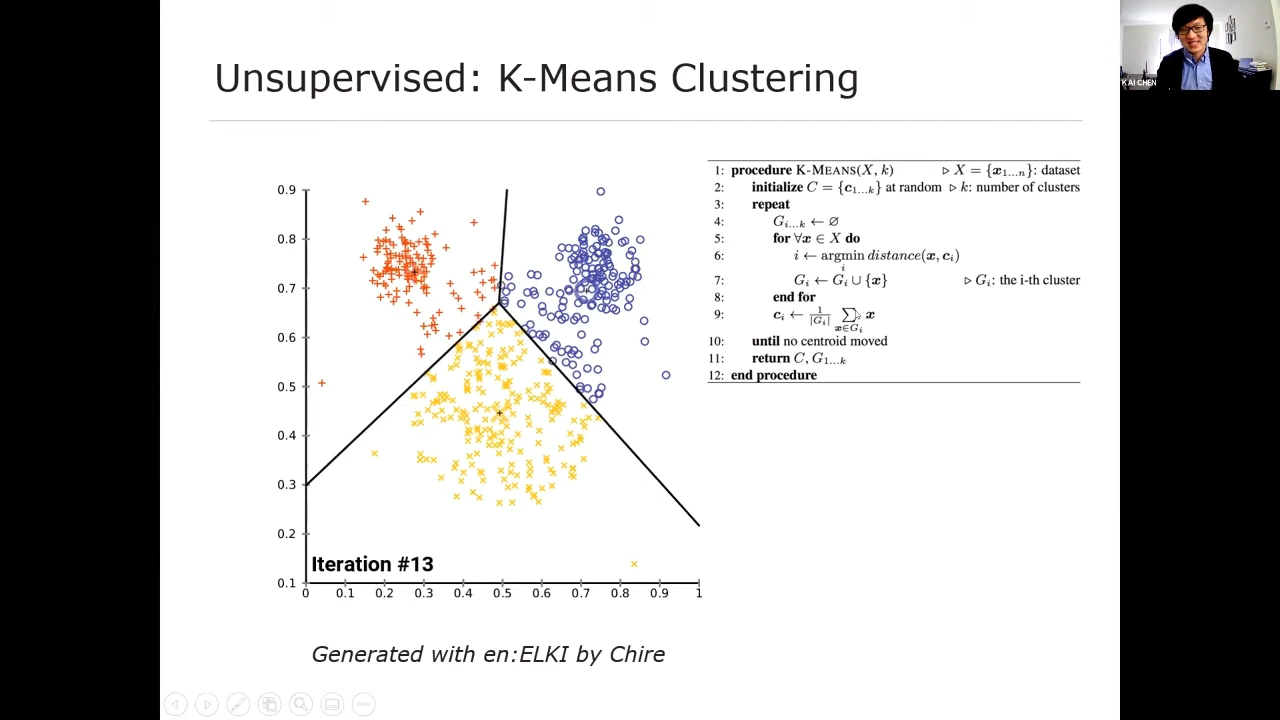 Unsupervised: K-Means Clustering
KAI CHEN
1: procedure K-MEANS(X, k) ▷ X = {x₁…ₙ}: dataset
2: initialize C = {c₁…ₖ} at random ▷ k: number of clusters
3: repeat
4: Gᵢ…ₖ ← ∅
5: for ∀x ∈ X do
6: i ← argmin distance(x, cᵢ)
i
7: Gᵢ ← Gᵢ ∪ {x} ▷ Gᵢ: the i-th cluster
8: end for
9: cᵢ ← 1/|Gᵢ| ∑ x
x∈Gᵢ
10: until no centroid moved
11: return C, G₁…ₖ
12: end procedure
0.9
0.8
0.7
0.6
0.5
0.4
0.3
0.2
0.1
Iteration #13
0 0.1 0.2 0.3 0.4 0.5 0.6 0.7 0.8 0.9 1
Generated with en:ELKI by Chire